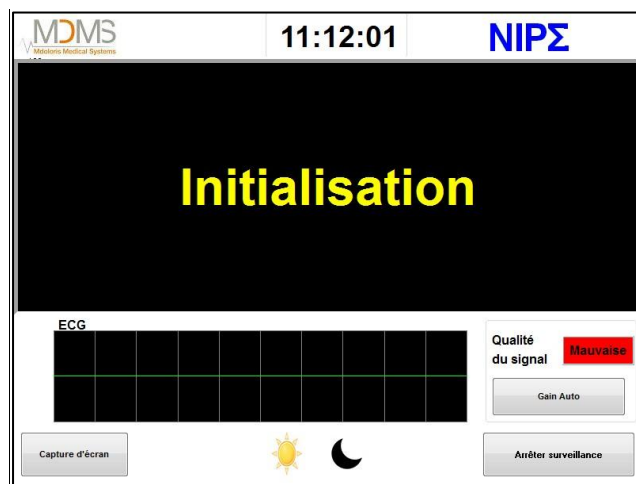 MDMS
Mdoloris Medical Systems
11:12:01
NIPΣ
Initialisation
ECG
Qualité
du signal
Mauvaise
Gain Auto
Capture d'écran
Arrêter surveillance